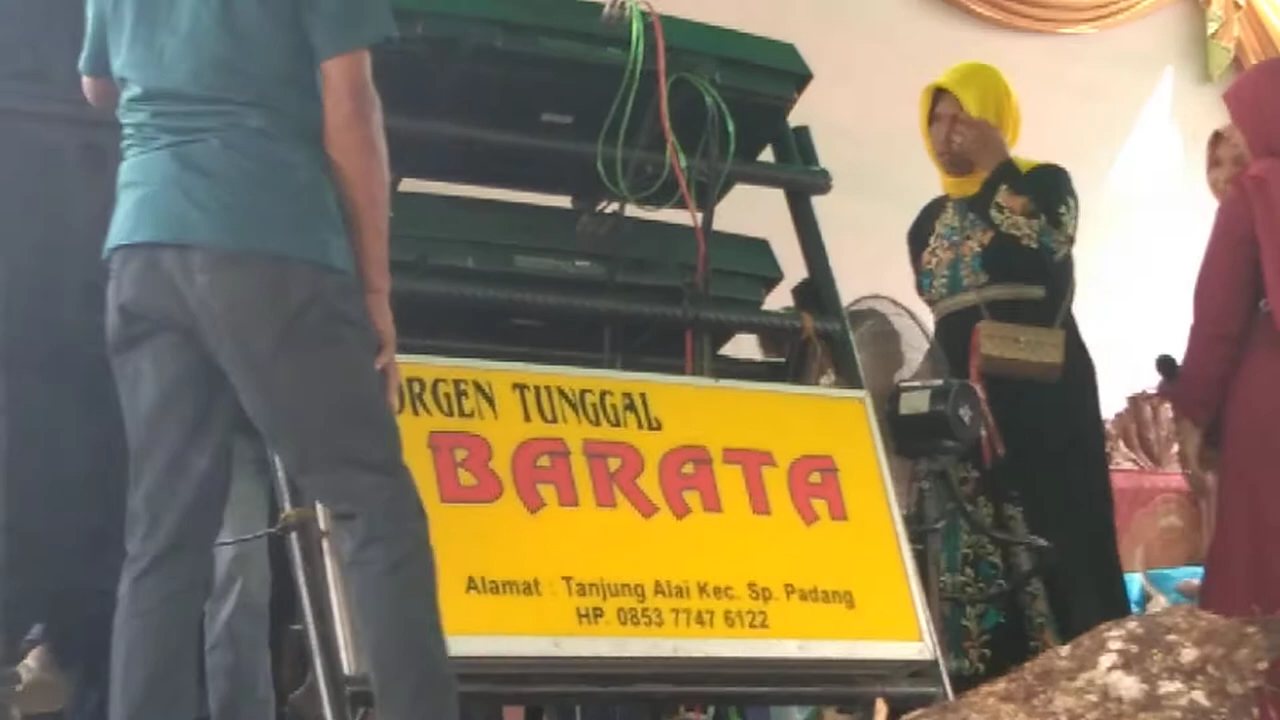 ORGEN TUNGGAL
BARATA
Alamat : Tanjung Alai Kec. Sp. Padang
HP. 0853 7747 6122